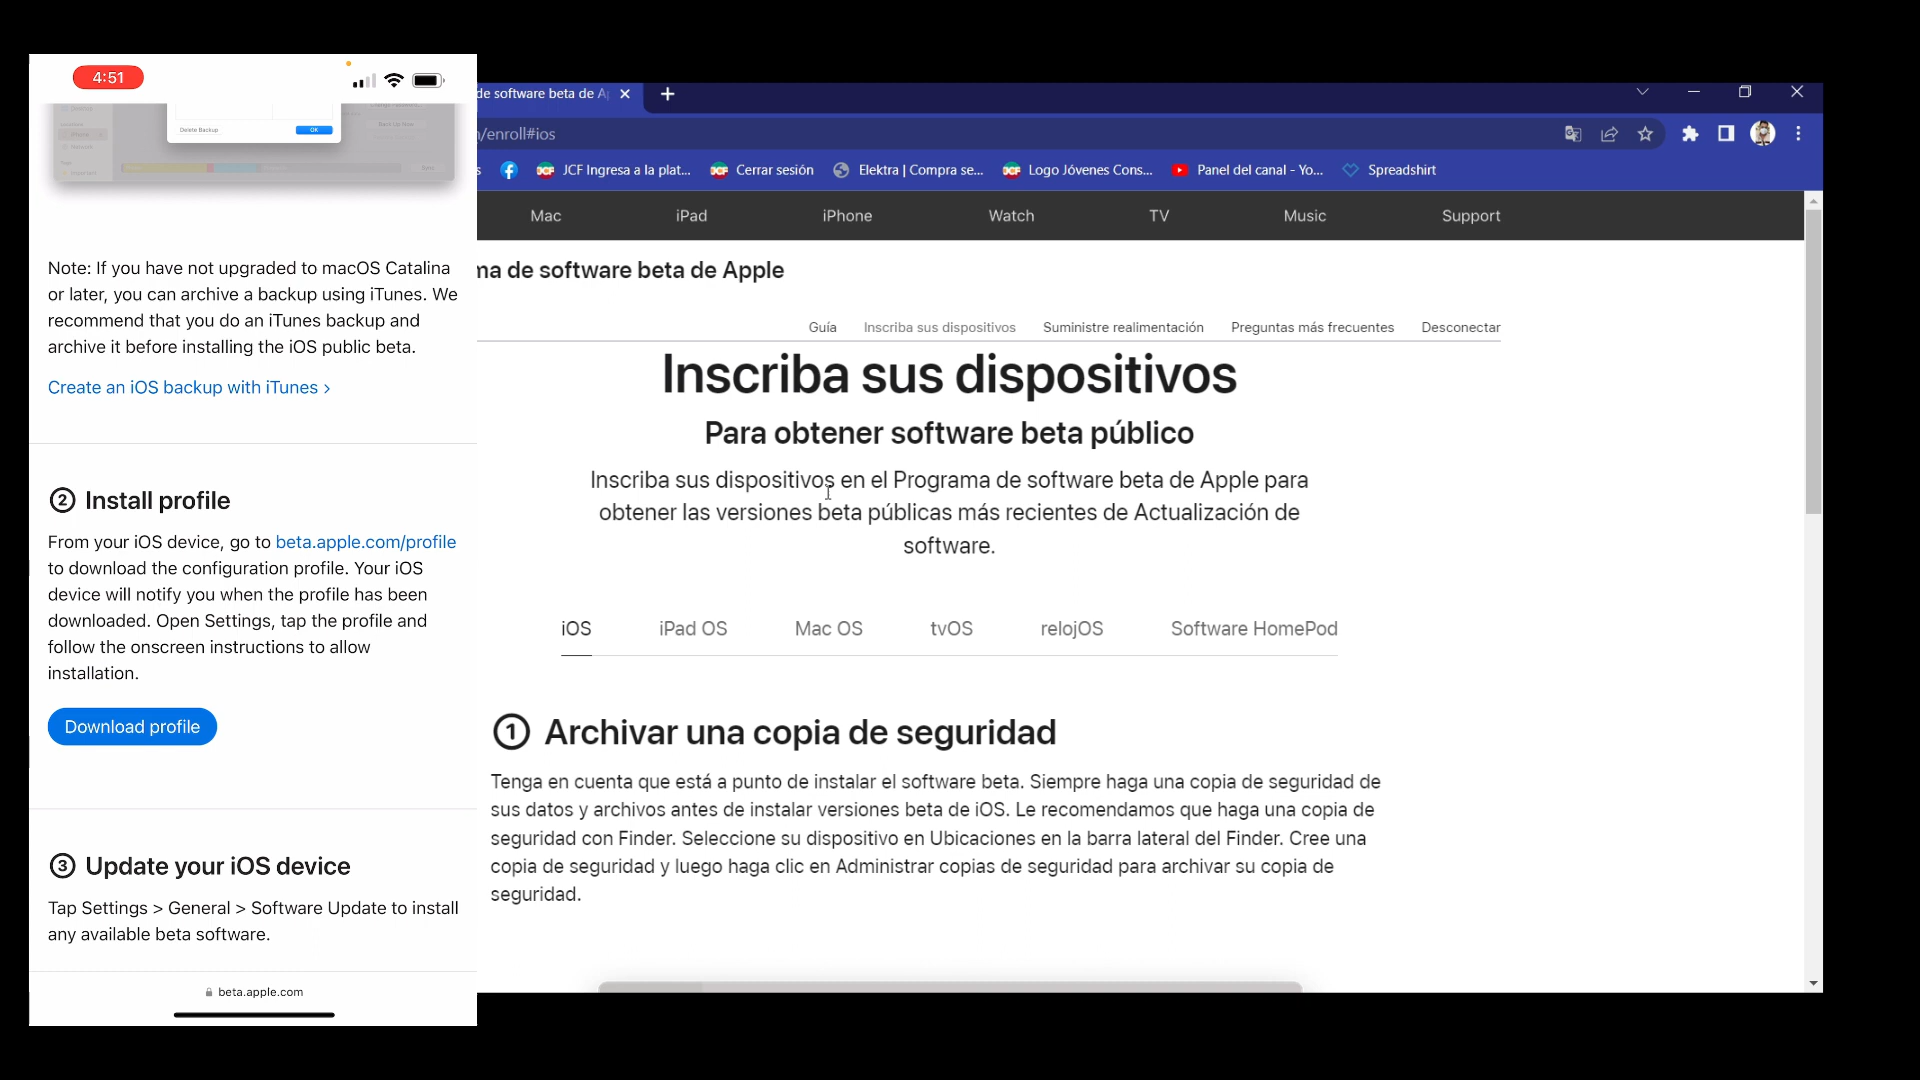 4:51
Delete Backup
OK
Note: If you have not upgraded to macOS Catalina
or later, you can archive a backup using iTunes. We
recommend that you do an iTunes backup and
archive it before installing the iOS public beta.
Create an iOS backup with iTunes >
2 Install profile
From your iOS device, go to beta.apple.com/profile
to download the configuration profile. Your iOS
device will notify you when the profile has been
downloaded. Open Settings, tap the profile and
follow the onscreen instructions to allow
installation.
Download profile
3 Update your iOS device
Tap Settings > General > Software Update to install
any available beta software.
beta.apple.com
de software beta de A
/enroll#ios
s JCF Ingresa a la plat... Cerrar sesión Elektra | Compra se... Logo Jóvenes Cons... Panel del canal - Yo... Spreadshirt
Mac iPad iPhone Watch TV Music Support
ma de software beta de Apple
Guía Inscriba sus dispositivos Suministre realimentación Preguntas más frecuentes Desconectar
Inscriba sus dispositivos
Para obtener software beta público
Inscriba sus dispositivos en el Programa de software beta de Apple para
obtener las versiones beta públicas más recientes de Actualización de
software.
iOS iPad OS Mac OS tvOS relojOS Software HomePod
1 Archivar una copia de seguridad
Tenga en cuenta que está a punto de instalar el software beta. Siempre haga una copia de seguridad de
sus datos y archivos antes de instalar versiones beta de iOS. Le recomendamos que haga una copia de
seguridad con Finder. Seleccione su dispositivo en Ubicaciones en la barra lateral del Finder. Cree una
copia de seguridad y luego haga clic en Administrar copias de seguridad para archivar su copia de
seguridad.